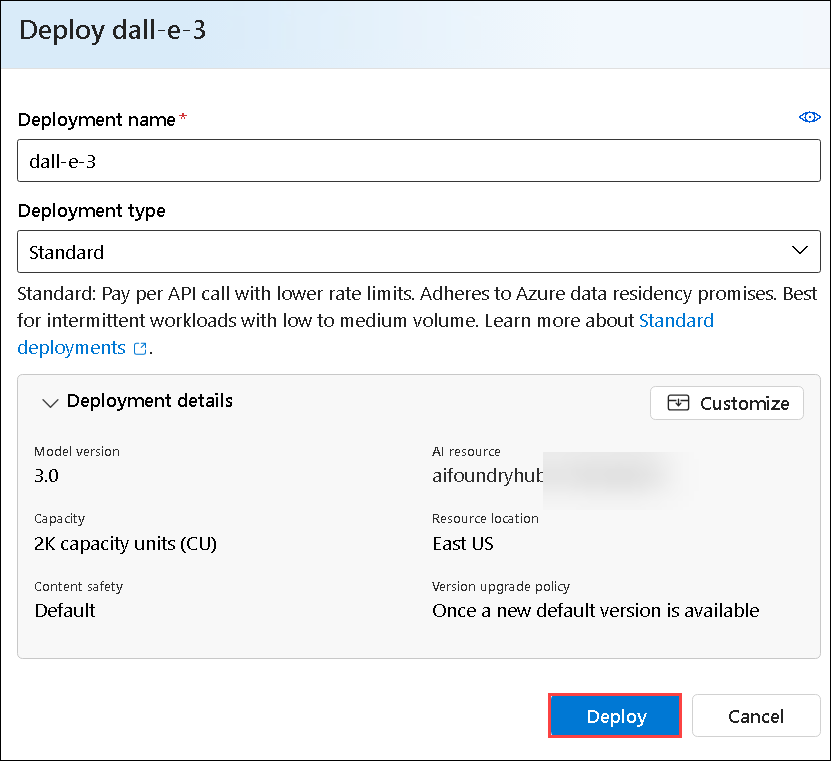 Deploy dall-e-3
Deployment name*
dall-e-3
Deployment type
Standard
Standard: Pay per API call with lower rate limits. Adheres to Azure data residency promises. Best
for intermittent workloads with low to medium volume. Learn more about Standard
deployments.
Deployment details
Customize
Model version
3.0
AI resource
aifoundryhub
Capacity
2K capacity units (CU)
Resource location
East US
Content safety
Default
Version upgrade policy
Once a new default version is available
Deploy
Cancel